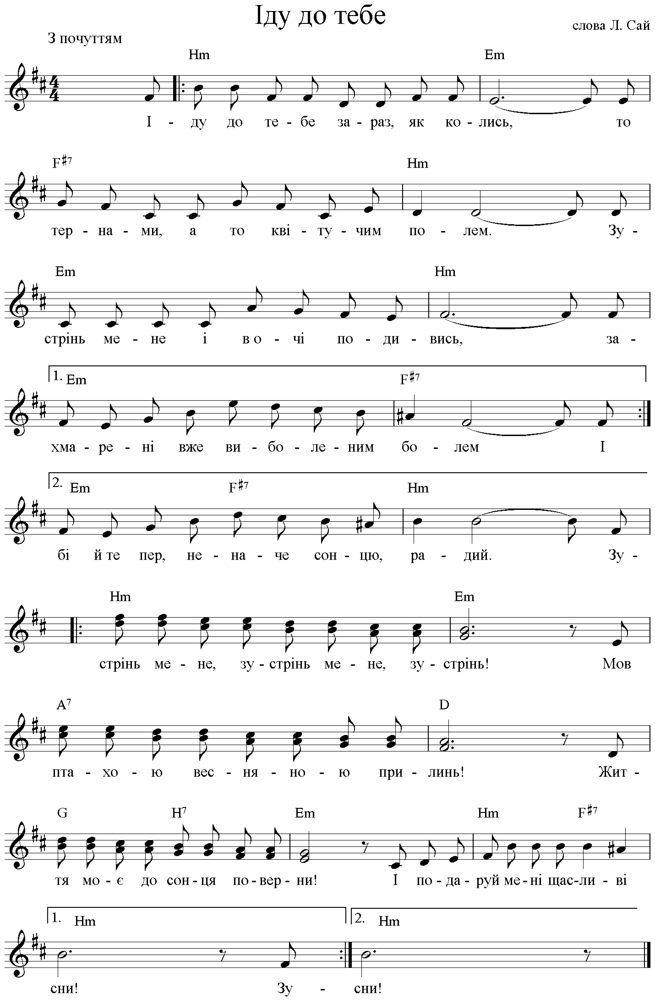 Іду до тебе
слова Л. Сай
З почуттям
Hm Em
4
4
І - ду до те - бе за - раз, як ко - лись, то
F♯7 Hm
тер - на - ми, а то кві - ту - чим по - лем. Зу -
Em Hm
стрінь ме - не і в о - чі по - ди - вись, за -
1. Em F♯7
хма - ре - ні вже ви - бо - ле - ним бо - лем І
2. Em F♯7 Hm
бі й те пер, не - на - че сон - цю, ра - дий. Зу -
Hm Em
стрінь ме - не, зу - стрінь ме - не, зу - стрінь! Мов
A7 D
пта - хо - ю вес - ня - но - ю при - линь! Жит -
G H7 Em Hm F♯7
тя мо - є до сон - ця по - вер - ни! І по - да - руй ме - ні щас - ли - ві
1. Hm 2. Hm
сни! Зу - сни!